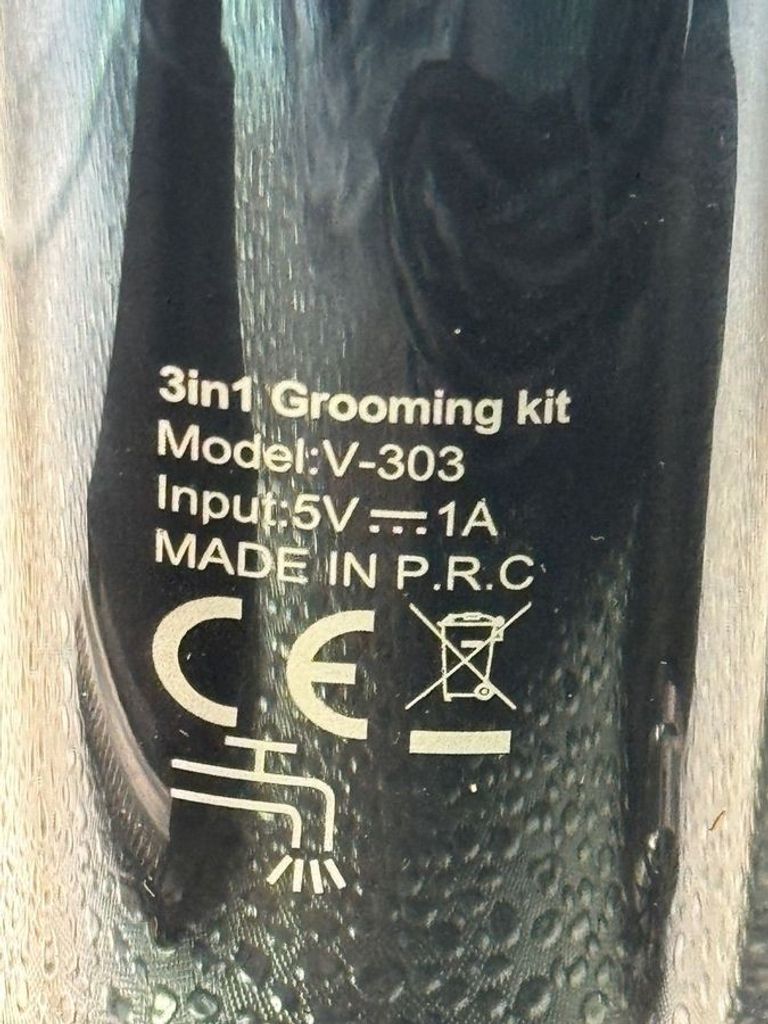 3in1 Grooming kit
Model:V-303
Input:5V ⎓ 1A
MADE IN P.R.C
CE